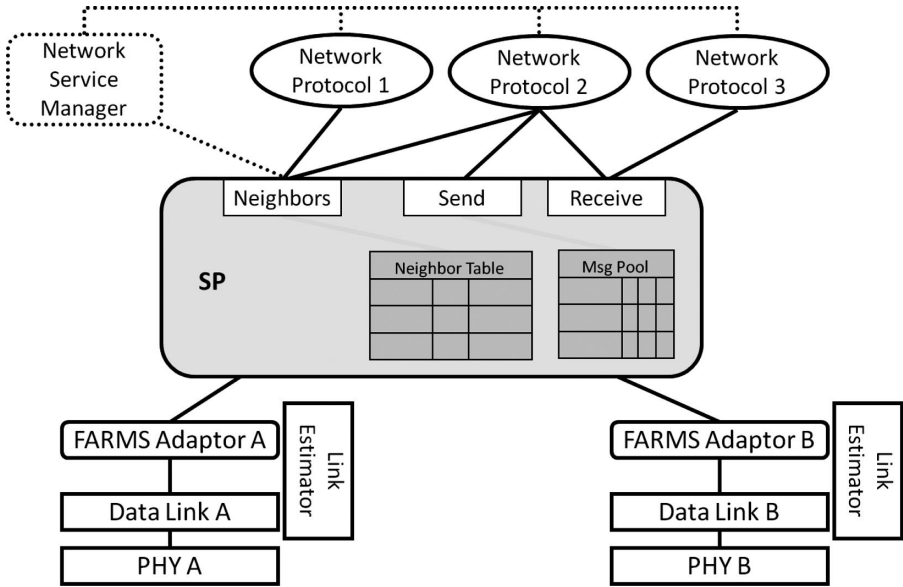 Network
Service
Manager
Network
Protocol 1
Network
Protocol 2
Network
Protocol 3
Neighbors
Send
Receive
SP
Neighbor Table
Msg Pool
FARMS Adaptor A
Link
Estimator
Data Link A
PHY A
FARMS Adaptor B
Link
Estimator
Data Link B
PHY B